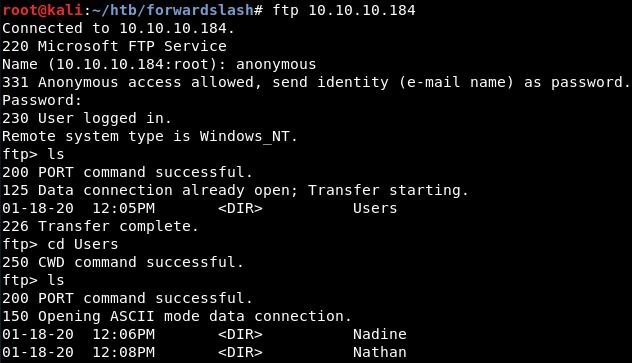 root@kali:~/htb/forwardslash# ftp 10.10.10.184
Connected to 10.10.10.184.
220 Microsoft FTP Service
Name (10.10.10.184:root): anonymous
331 Anonymous access allowed, send identity (e-mail name) as password.
Password:
230 User logged in.
Remote system type is Windows_NT.
ftp> ls
200 PORT command successful.
125 Data connection already open; Transfer starting.
01-18-20  12:05PM       <DIR>          Users
226 Transfer complete.
ftp> cd Users
250 CWD command successful.
ftp> ls
200 PORT command successful.
150 Opening ASCII mode data connection.
01-18-20  12:06PM       <DIR>          Nadine
01-18-20  12:08PM       <DIR>          Nathan